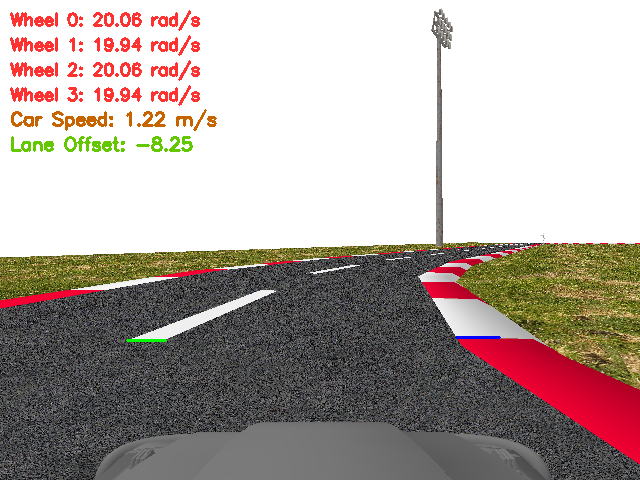 Wheel 0: 20.06 rad/s
Wheel 1: 19.94 rad/s
Wheel 2: 20.06 rad/s
Wheel 3: 19.94 rad/s
Car Speed: 1.22 m/s
Lane Offset: -8.25